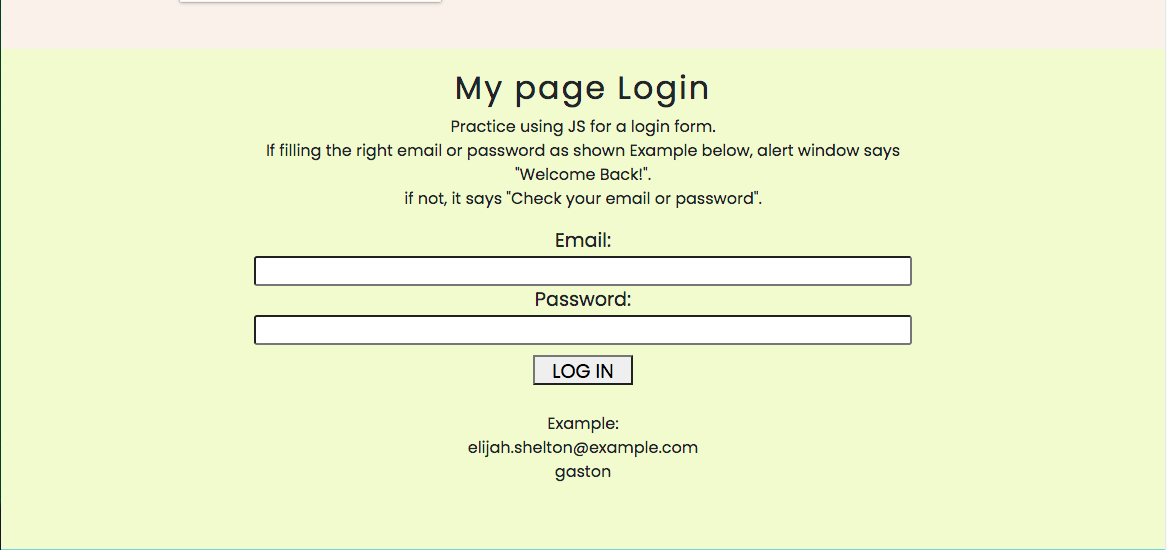 My page Login
Practice using JS for a login form.
If filling the right email or password as shown Example below, alert window says
"Welcome Back!".
if not, it says "Check your email or password".
Email:
Password:
LOG IN
Example:
elijah.shelton@example.com
gaston